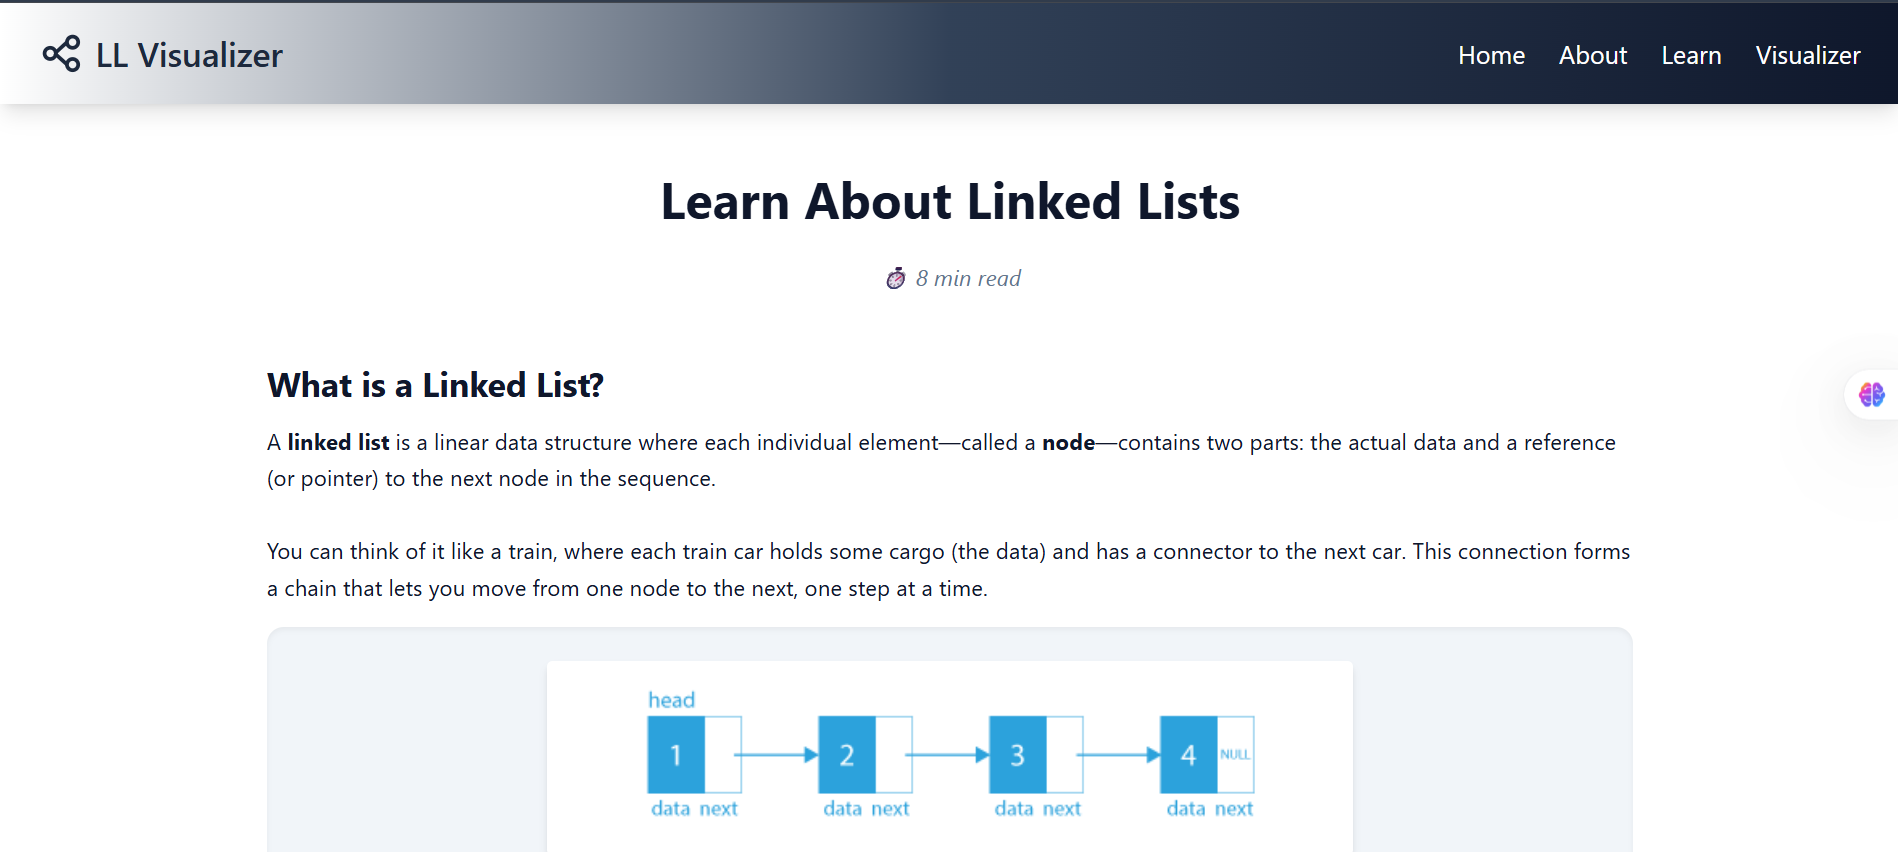 LL Visualizer
Home About Learn Visualizer
Learn About Linked Lists
8 min read
What is a Linked List?
A linked list is a linear data structure where each individual element—called a node—contains two parts: the actual data and a reference
(or pointer) to the next node in the sequence.
You can think of it like a train, where each train car holds some cargo (the data) and has a connector to the next car. This connection forms
a chain that lets you move from one node to the next, one step at a time.
head
1 2 3 4 NULL
data next data next data next data next